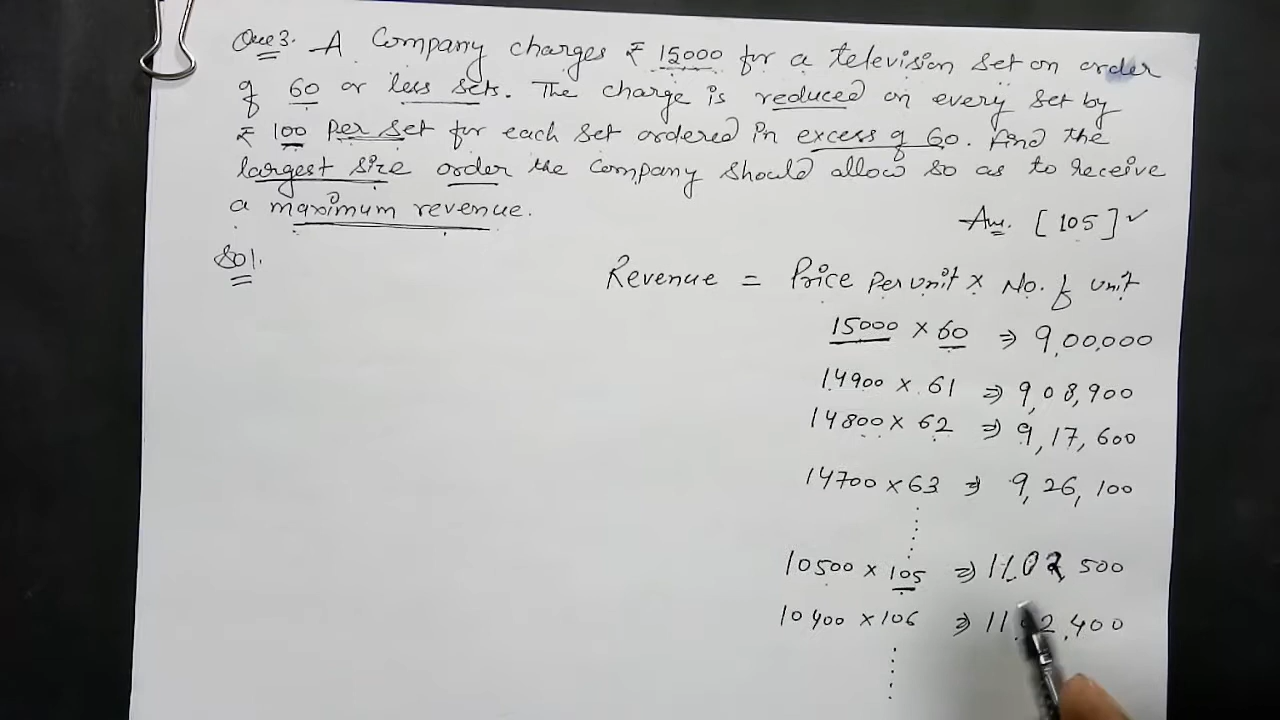 Que 3. A Company charges ₹ 15000 for a television set on order
of 60 or less sets. The charge is reduced on every set by
₹ 100 per set for each set ordered in excess of 60. Find the
largest size order the Company should allow so as to receive
a maximum revenue.
Ans. [105] ✓
Sol.
Revenue = Price per unit × No. of unit
15000 × 60 ⇒ 9,00,000
14900 × 61 ⇒ 9,08,900
14800 × 62 ⇒ 9,17,600
14700 × 63 ⇒ 9,26,100
10500 × 105 ⇒ 11,02,500
10400 × 106 ⇒ 11,02,400